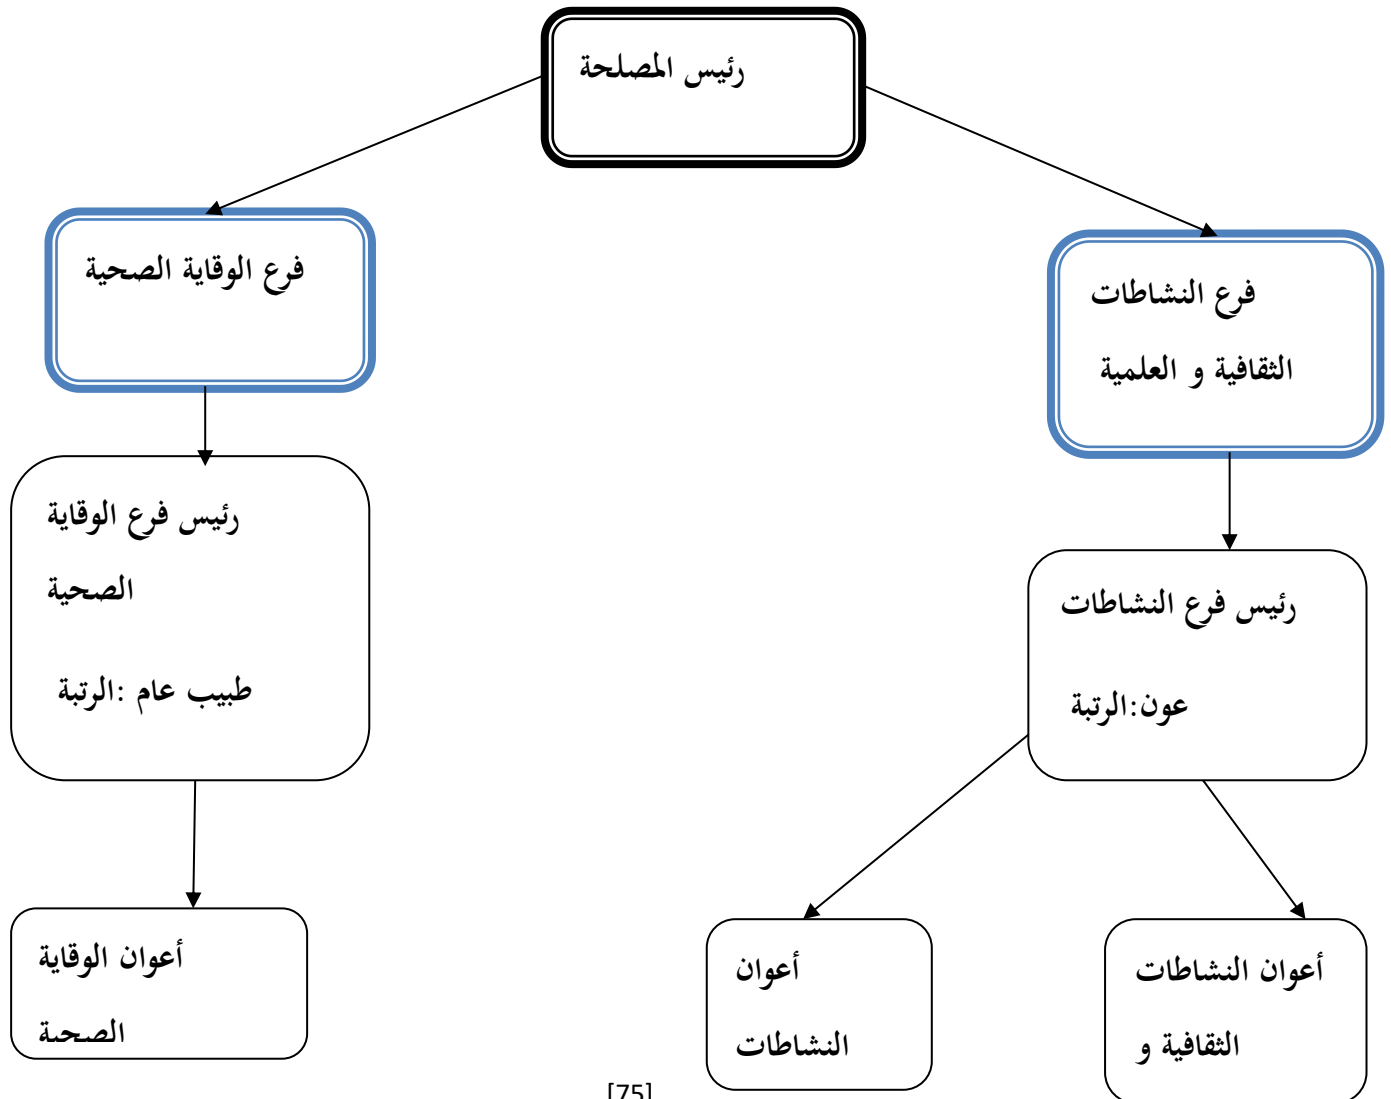 رئيس المصلحة
فرع النشاطات
الثقافية و العلمية
فرع الوقاية الصحية
رئيس فرع الوقاية
الصحية
طبيب عام :الرتبة
رئيس فرع النشاطات
عون:الرتبة
أعوان النشاطات
الثقافية و
أعوان
النشاطات
أعوان الوقاية
الصحية
[75]